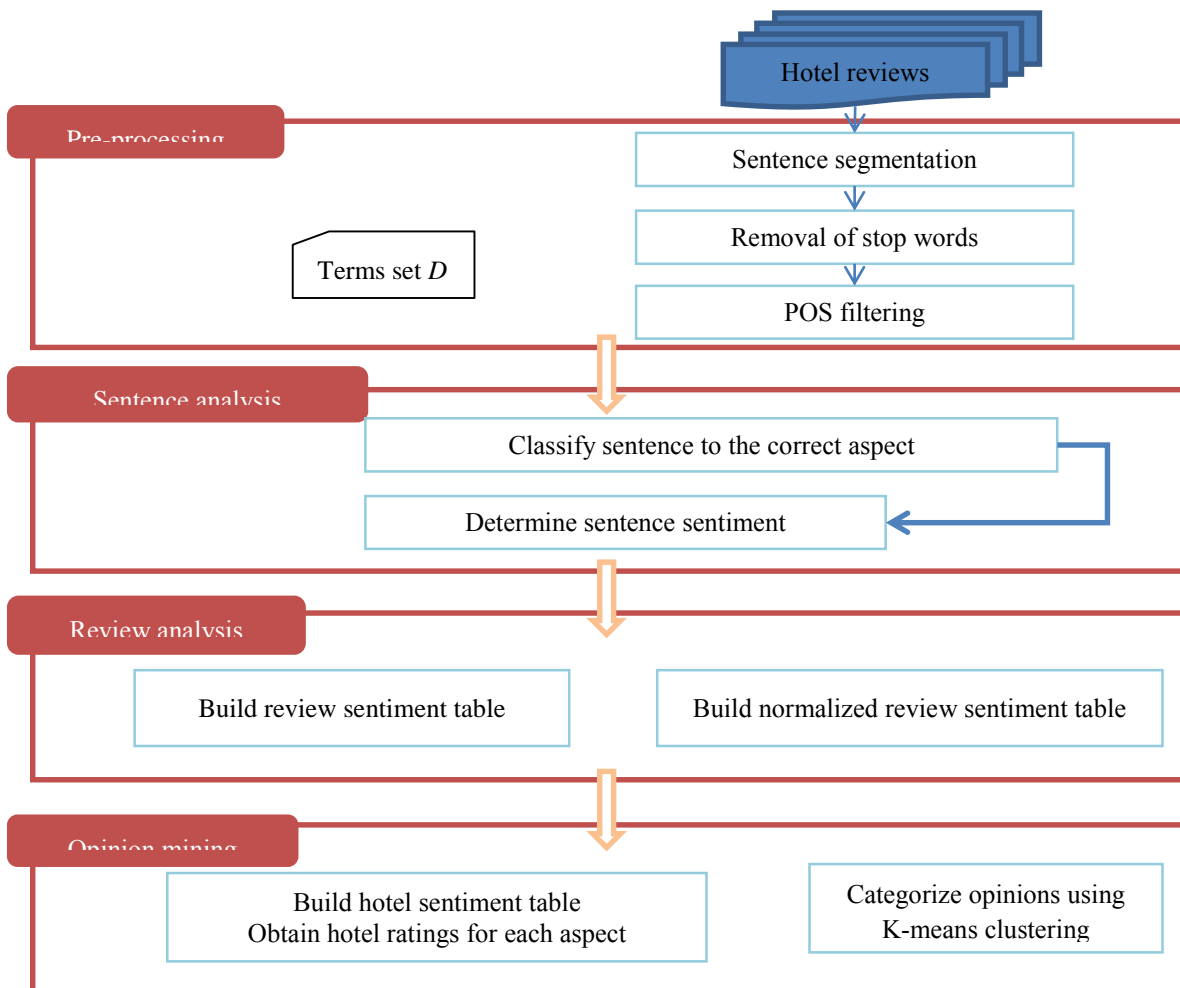 Hotel reviews
Pre-processing
Sentence segmentation
Removal of stop words
Terms set D
POS filtering
Sentence analysis
Classify sentence to the correct aspect
Determine sentence sentiment
Review analysis
Build review sentiment table
Build normalized review sentiment table
Opinion mining
Build hotel sentiment table
Obtain hotel ratings for each aspect
Categorize opinions using
K-means clustering